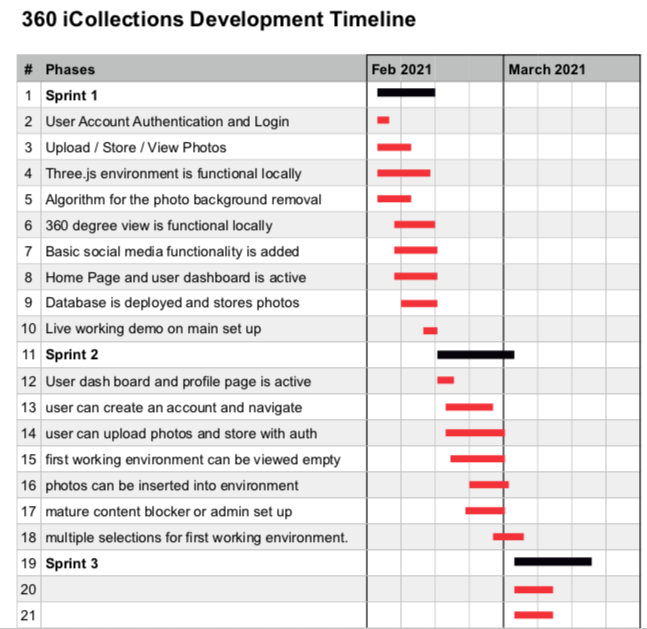 360 iCollections Development Timeline
# Phases Feb 2021 March 2021
1 Sprint 1
2 User Account Authentication and Login
3 Upload / Store / View Photos
4 Three.js environment is functional locally
5 Algorithm for the photo background removal
6 360 degree view is functional locally
7 Basic social media functionality is added
8 Home Page and user dashboard is active
9 Database is deployed and stores photos
10 Live working demo on main set up
11 Sprint 2
12 User dash board and profile page is active
13 user can create an account and navigate
14 user can upload photos and store with auth
15 first working environment can be viewed empty
16 photos can be inserted into environment
17 mature content blocker or admin set up
18 multiple selections for first working environment.
19 Sprint 3
20
21